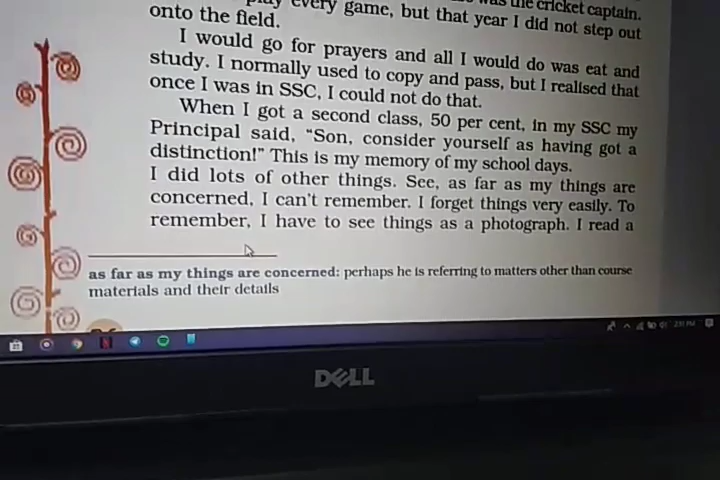 every game, but that year I did not step out
onto the field.
I would go for prayers and all I would do was eat and
study. I normally used to copy and pass, but I realised that
once I was in SSC, I could not do that.
When I got a second class, 50 per cent, in my SSC my
Principal said, “Son, consider yourself as having got a
distinction!” This is my memory of my school days.
I did lots of other things. See, as far as my things are
concerned, I can’t remember. I forget things very easily. To
remember, I have to see things as a photograph. I read a
as far as my things are concerned: perhaps he is referring to matters other than course
materials and their details
DELL